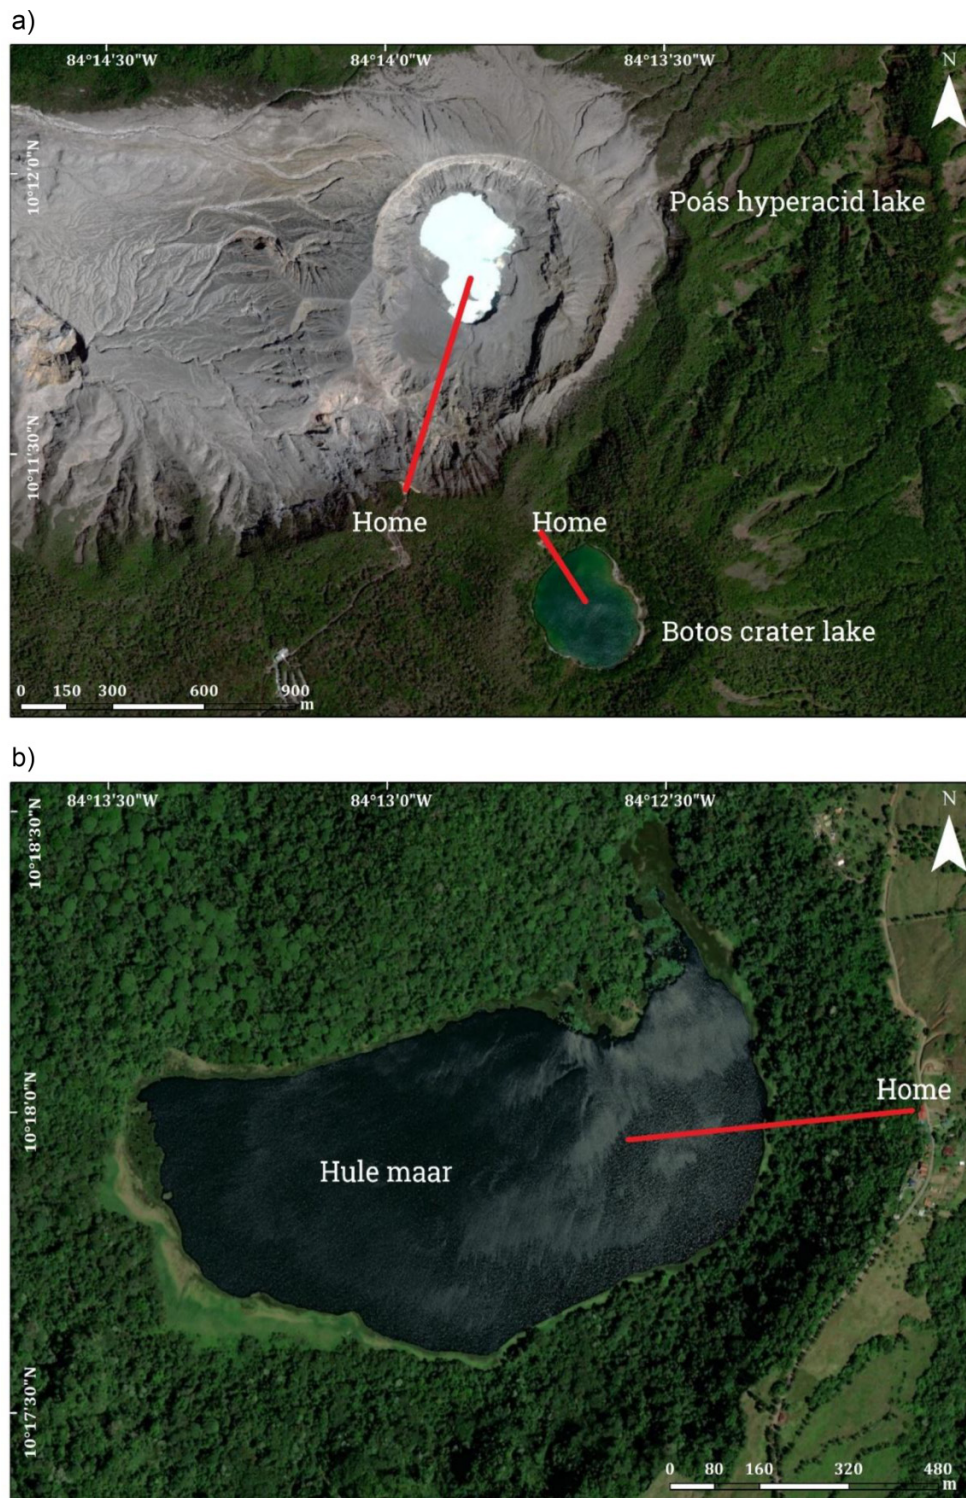 a)
84°14'30"W 84°14'0"W 84°13'30"W
N
10°12'0"N
Poás hyperacid lake
10°11'30"N
Home Home
Botos crater lake
0 150 300 600 900
m
b)
84°13'30"W 84°13'0"W 84°12'30"W
N
10°18'30"N
Home
10°18'0"N
Hule maar
10°17'30"N
0 80 160 320 480
m